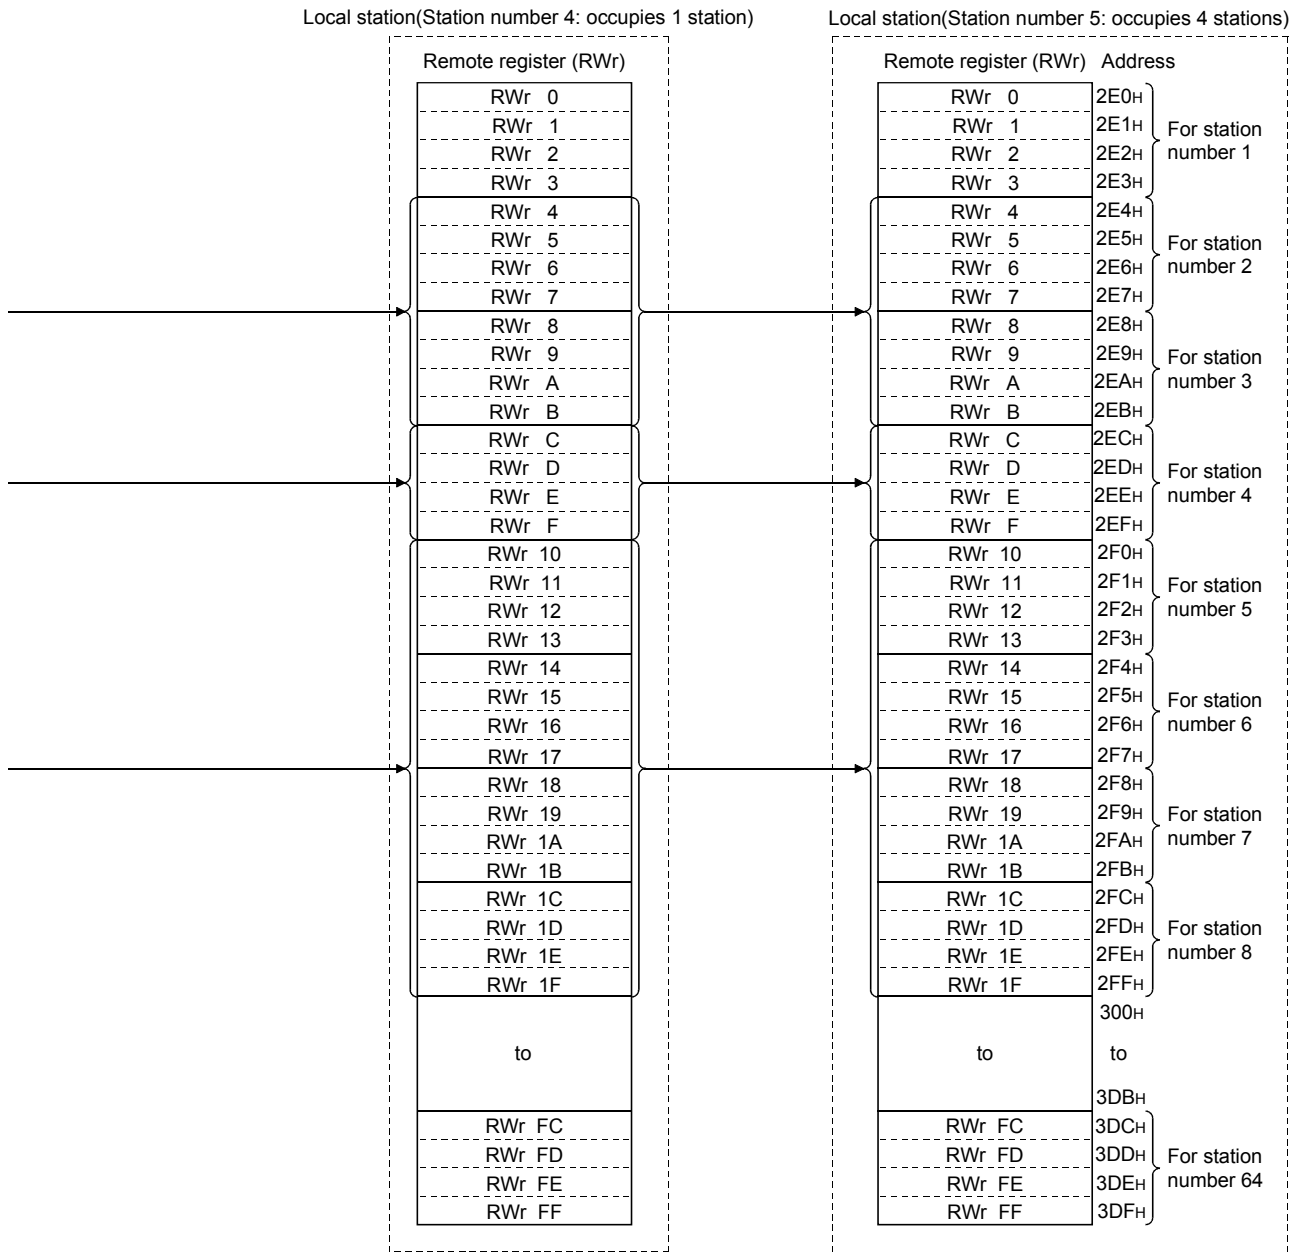 Local station(Station number 4: occupies 1 station)
Remote register (RWr)
RWr 0
RWr 1
RWr 2
RWr 3
RWr 4
RWr 5
RWr 6
RWr 7
RWr 8
RWr 9
RWr A
RWr B
RWr C
RWr D
RWr E
RWr F
RWr 10
RWr 11
RWr 12
RWr 13
RWr 14
RWr 15
RWr 16
RWr 17
RWr 18
RWr 19
RWr 1A
RWr 1B
RWr 1C
RWr 1D
RWr 1E
RWr 1F
to
RWr FC
RWr FD
RWr FE
RWr FF
Local station(Station number 5: occupies 4 stations)
Remote register (RWr) Address
RWr 0 2E0H
RWr 1 2E1H
RWr 2 2E2H
RWr 3 2E3H
For station
number 1
RWr 4 2E4H
RWr 5 2E5H
RWr 6 2E6H
RWr 7 2E7H
For station
number 2
RWr 8 2E8H
RWr 9 2E9H
RWr A 2EAH
RWr B 2EBH
For station
number 3
RWr C 2ECH
RWr D 2EDH
RWr E 2EEH
RWr F 2EFH
For station
number 4
RWr 10 2F0H
RWr 11 2F1H
RWr 12 2F2H
RWr 13 2F3H
For station
number 5
RWr 14 2F4H
RWr 15 2F5H
RWr 16 2F6H
RWr 17 2F7H
For station
number 6
RWr 18 2F8H
RWr 19 2F9H
RWr 1A 2FAH
RWr 1B 2FBH
For station
number 7
RWr 1C 2FCH
RWr 1D 2FDH
RWr 1E 2FEH
RWr 1F 2FFH
For station
number 8
300H
to to
3DBH
RWr FC 3DCH
RWr FD 3DDH
RWr FE 3DEH
RWr FF 3DFH
For station
number 64